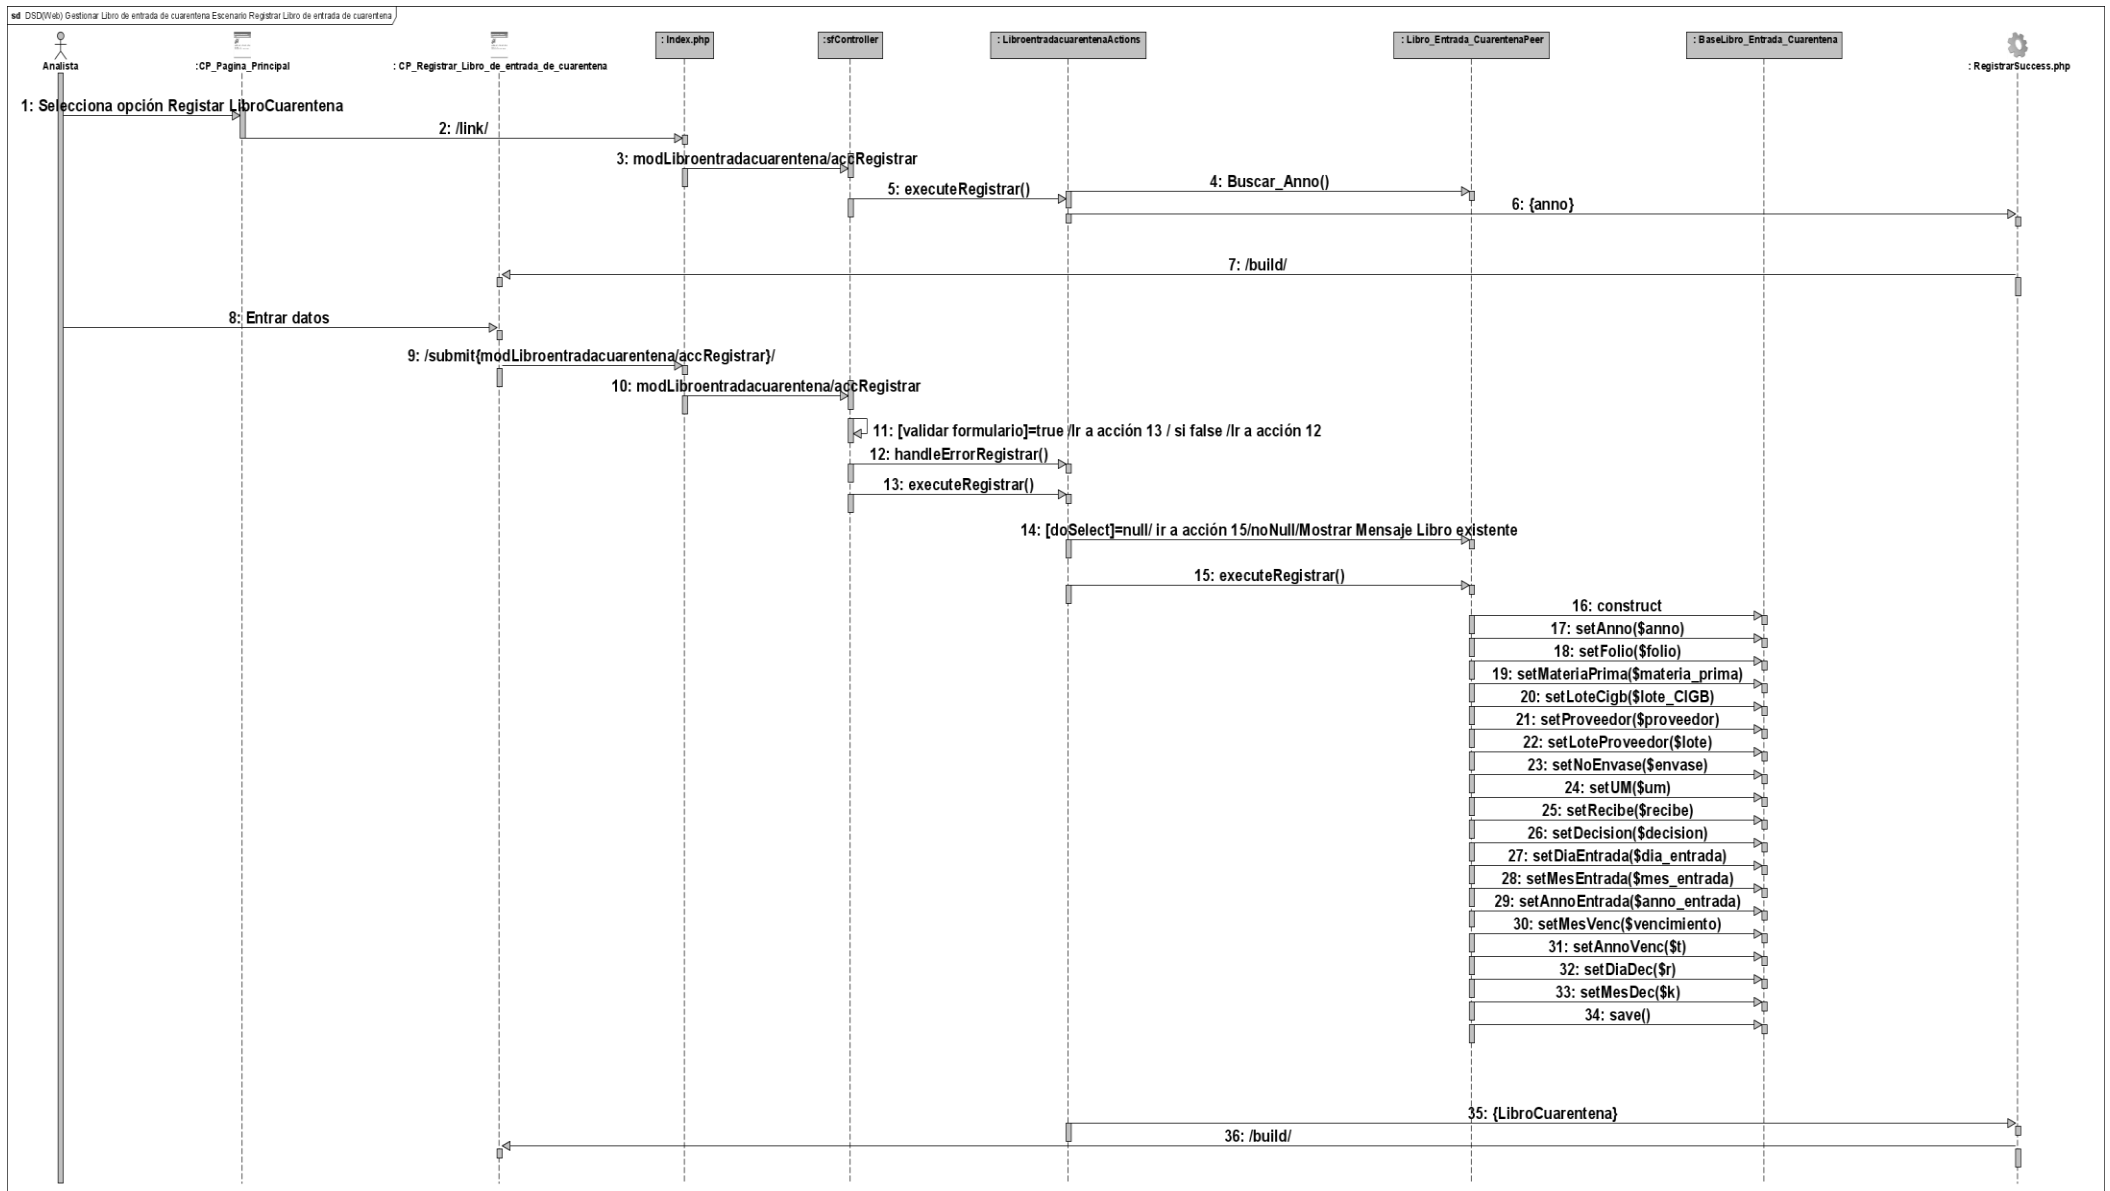 sd DSD(Web) Gestionar Libro de entrada de cuarentena Escenario Registrar Libro de entrada de cuarentena
Analista
:CP_Pagina_Principal
: CP_Registrar_Libro_de_entrada_de_cuarentena
: Index.php
:sfController
: LibroentradacuarentenaActions
: Libro_Entrada_CuarentenaPeer
: BaseLibro_Entrada_Cuarentena
: RegistrarSuccess.php
1: Selecciona opción Registar LibroCuarentena
2: /link/
3: modLibroentradacuarentena/accRegistrar
4: Buscar_Anno()
5: executeRegistrar()
6: {anno}
7: /build/
8: Entrar datos
9: /submit{modLibroentradacuarentena/accRegistrar}/
10: modLibroentradacuarentena/accRegistrar
11: [validar formulario]=true /Ir a acción 13 / si false /Ir a acción 12
12: handleErrorRegistrar()
13: executeRegistrar()
14: [doSelect]=null/ ir a acción 15/noNull/Mostrar Mensaje Libro existente
15: executeRegistrar()
16: construct
17: setAnno($anno)
18: setFolio($folio)
19: setMateriaPrima($materia_prima)
20: setLoteCigb($lote_CIGB)
21: setProveedor($proveedor)
22: setLoteProveedor($lote)
23: setNoEnvase($envase)
24: setUM($um)
25: setRecibe($recibe)
26: setDecision($decision)
27: setDiaEntrada($dia_entrada)
28: setMesEntrada($mes_entrada)
29: setAnnoEntrada($anno_entrada)
30: setMesVenc($vencimiento)
31: setAnnoVenc($t)
32: setDiaDec($r)
33: setMesDec($k)
34: save()
35: {LibroCuarentena}
36: /build/